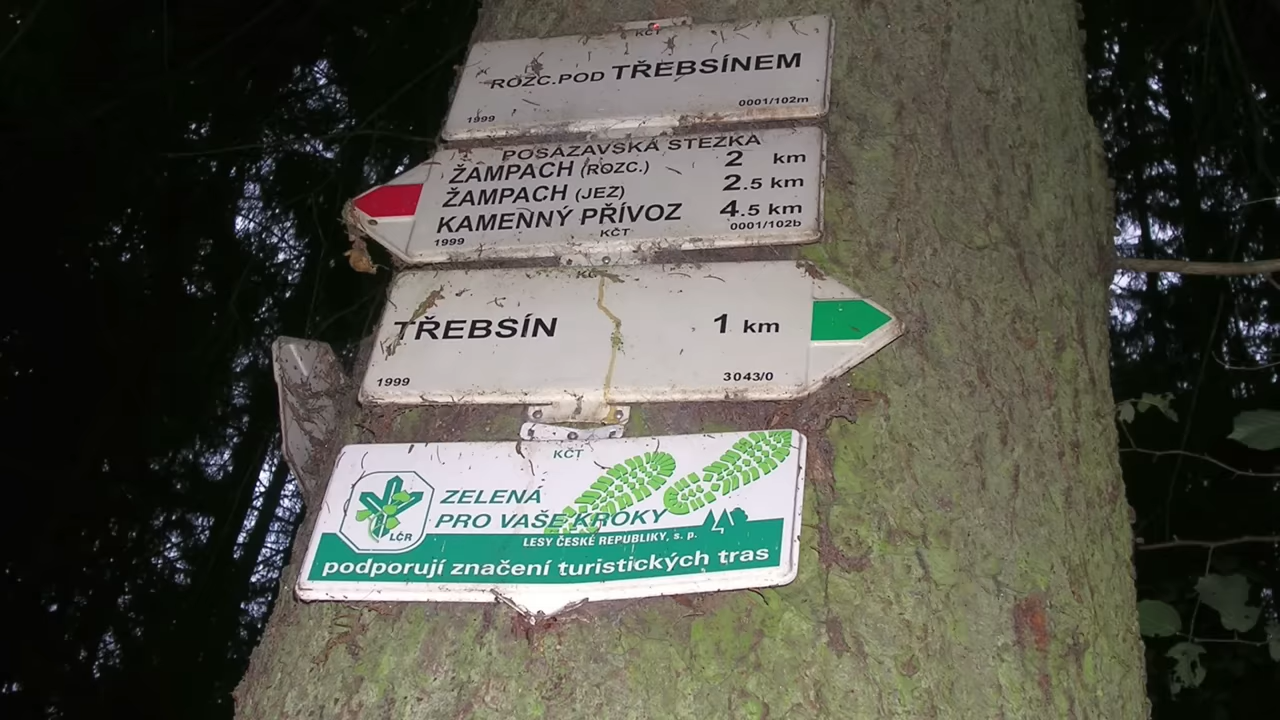 KČT
ROZC.POD TŘEBSÍNEM
1999 0001/102m
POSÁZAVSKÁ STEZKA
ŽAMPACH (ROZC.) 2 km
ŽAMPACH (JEZ) 2.5 km
KAMENNÝ PŘÍVOZ 4.5 km
1999 KČT 0001/102b
KČT
TŘEBSÍN 1 km
1999 3043/0
KČT
ZELENÁ
PRO VAŠE KROKY
LČR
LESY ČESKÉ REPUBLIKY, s. p.
podporují značení turistických tras